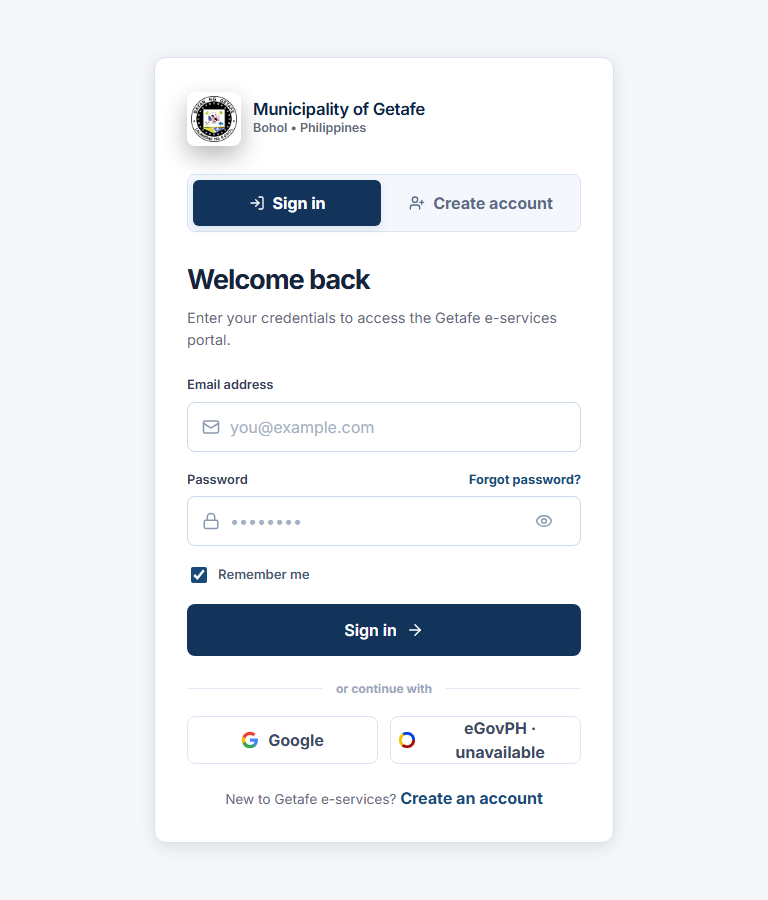 Municipality of Getafe
Bohol • Philippines
Sign in
Create account
Welcome back
Enter your credentials to access the Getafe e-services
portal.
Email address
you@example.com
Password
Forgot password?
••••••••
Remember me
Sign in →
or continue with
Google
eGovPH ·
unavailable
New to Getafe e-services? Create an account